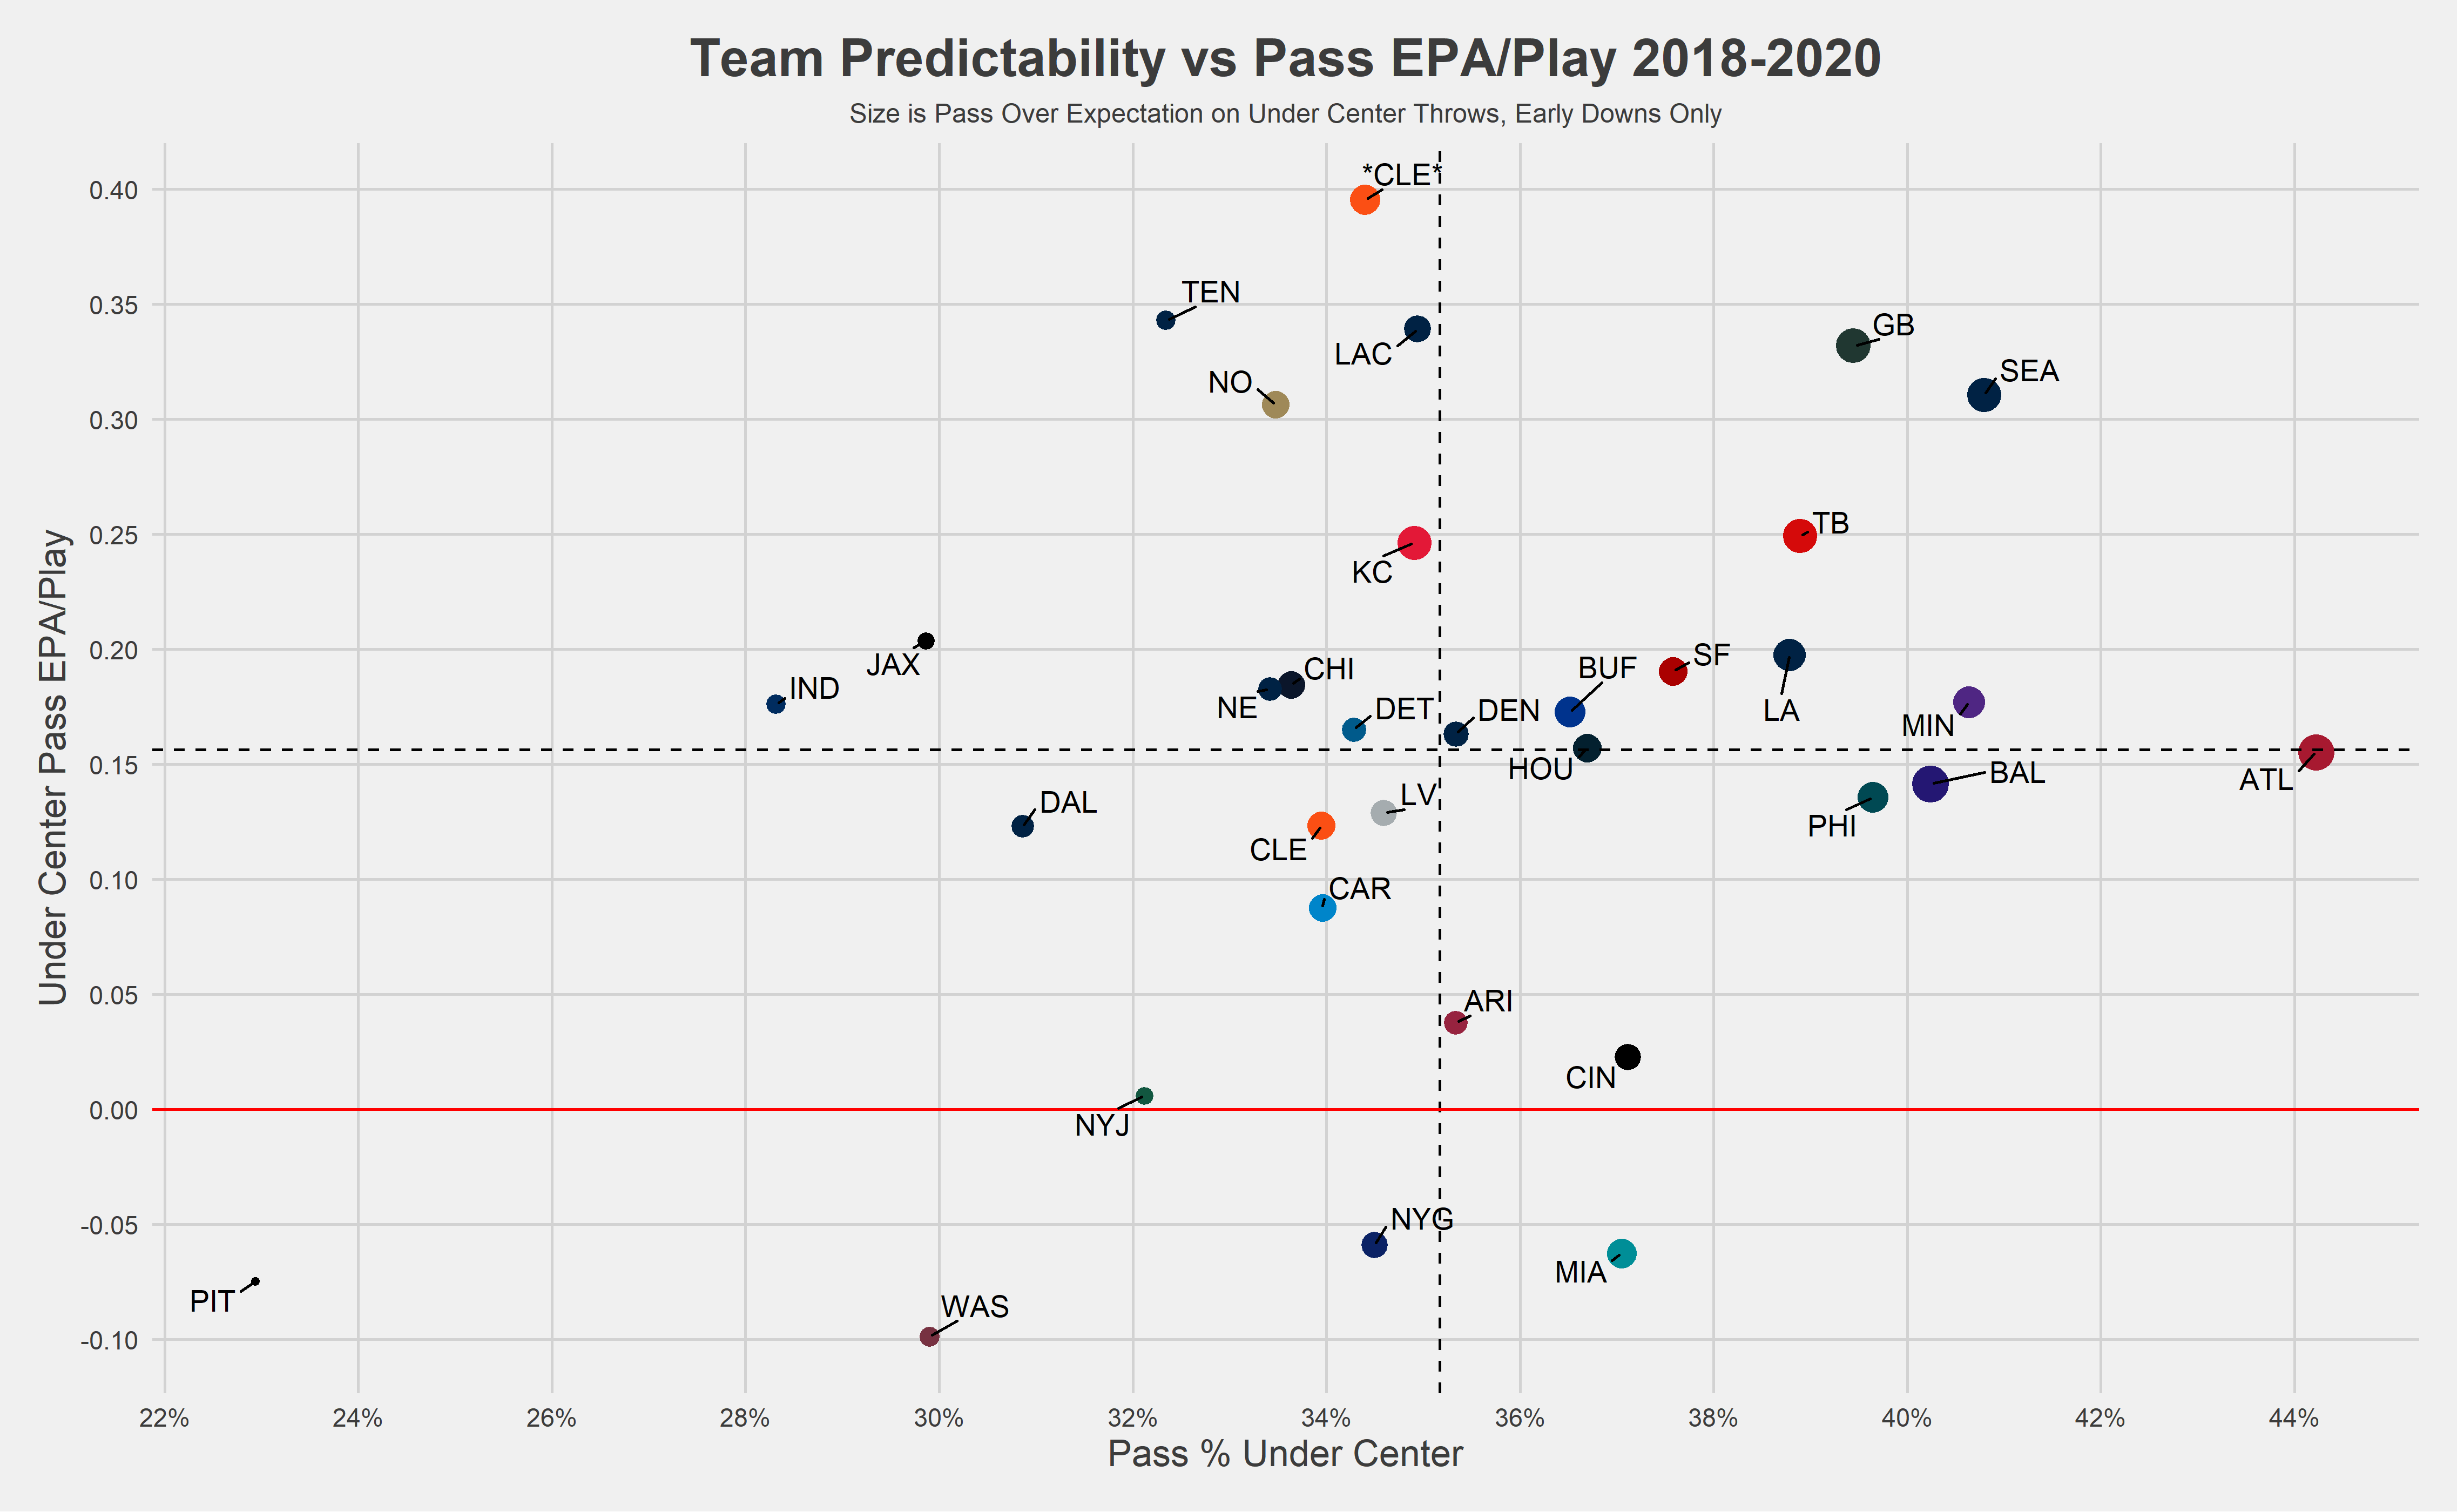 Team Predictability vs Pass EPA/Play 2018-2020
Size is Pass Over Expectation on Under Center Throws, Early Downs Only
Under Center Pass EPA/Play
0.40
0.35
0.30
0.25
0.20
0.15
0.10
0.05
0.00
-0.05
-0.10
*CLE*
TEN
LAC
GB
NO
SEA
TB
KC
JAX
CHI
BUF
SF
IND
NE
DET
DEN
LA
MIN
HOU
BAL
ATL
DAL
LV
PHI
CLE
CAR
ARI
CIN
NYJ
NYG
MIA
PIT
WAS
22%
24%
26%
28%
30%
32%
34%
36%
38%
40%
42%
44%
Pass % Under Center